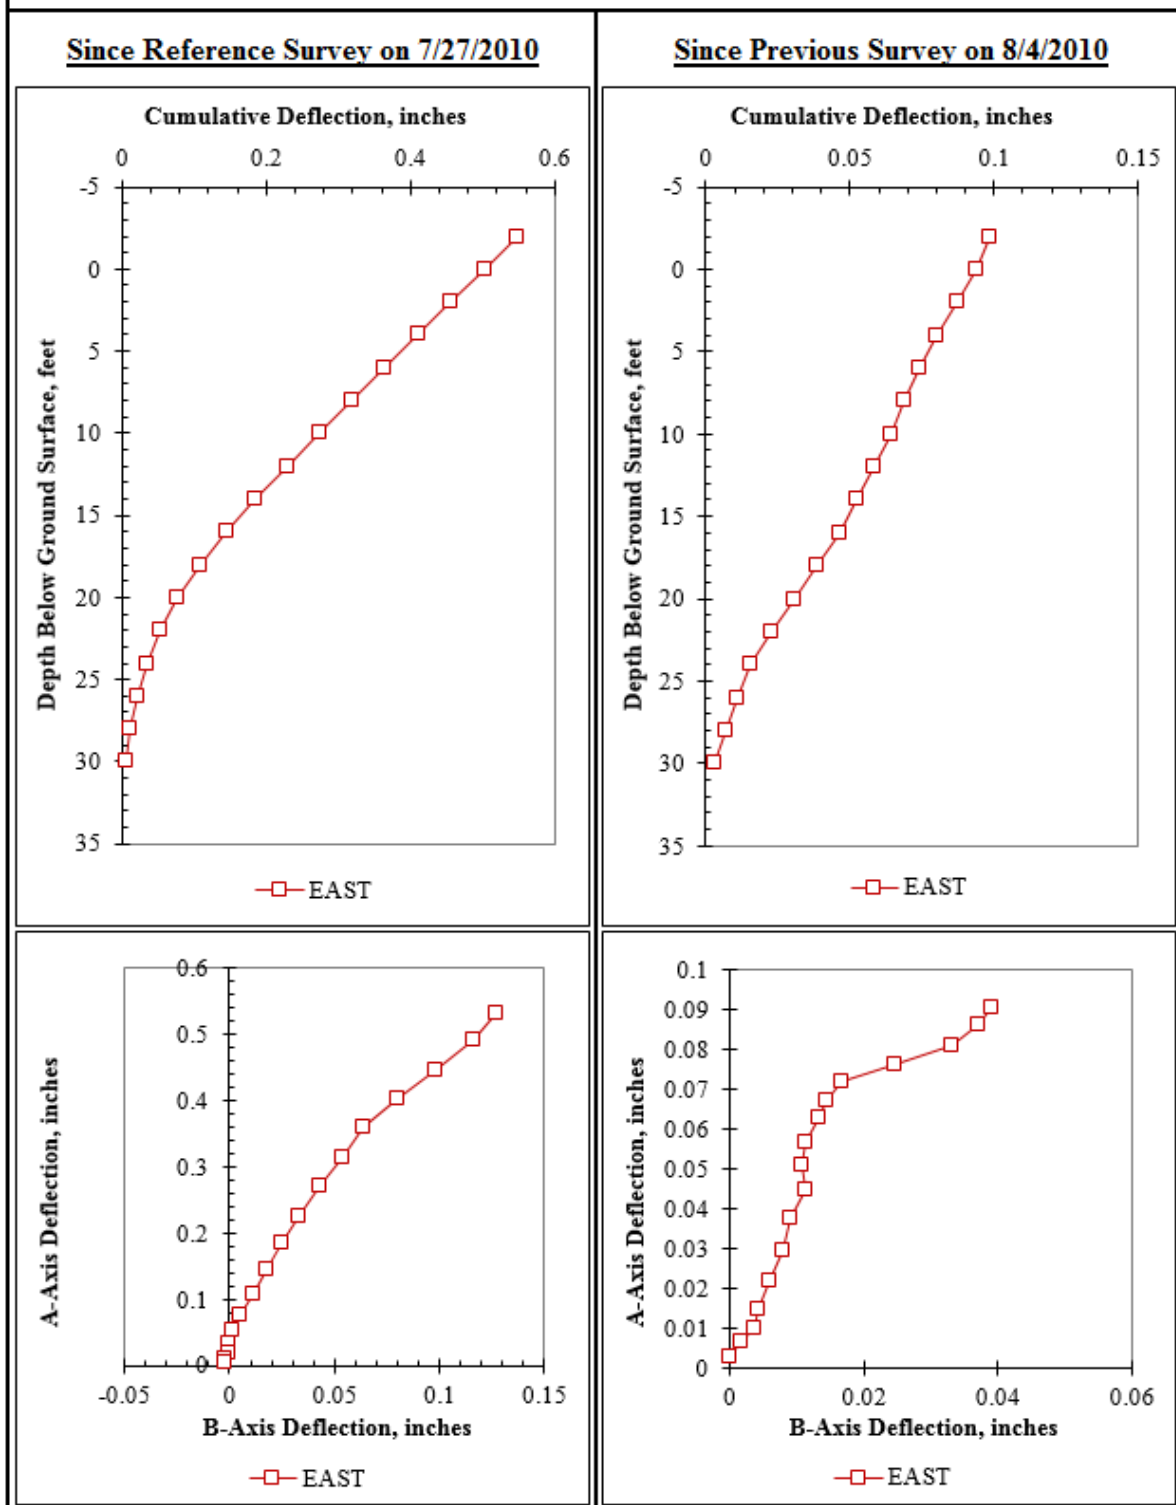 Since Reference Survey on 7/27/2010
Cumulative Deflection, inches
0 0.2 0.4 0.6
-5
0
5
10
15
20
25
30
35
Depth Below Ground Surface, feet
EAST
Since Previous Survey on 8/4/2010
Cumulative Deflection, inches
0 0.05 0.1 0.15
-5
0
5
10
15
20
25
30
35
Depth Below Ground Surface, feet
EAST
0.6
0.5
0.4
0.3
0.2
0.1
0
A-Axis Deflection, inches
-0.05 0 0.05 0.1 0.15
B-Axis Deflection, inches
EAST
0.1
0.09
0.08
0.07
0.06
0.05
0.04
0.03
0.02
0.01
0
A-Axis Deflection, inches
0 0.02 0.04 0.06
B-Axis Deflection, inches
EAST